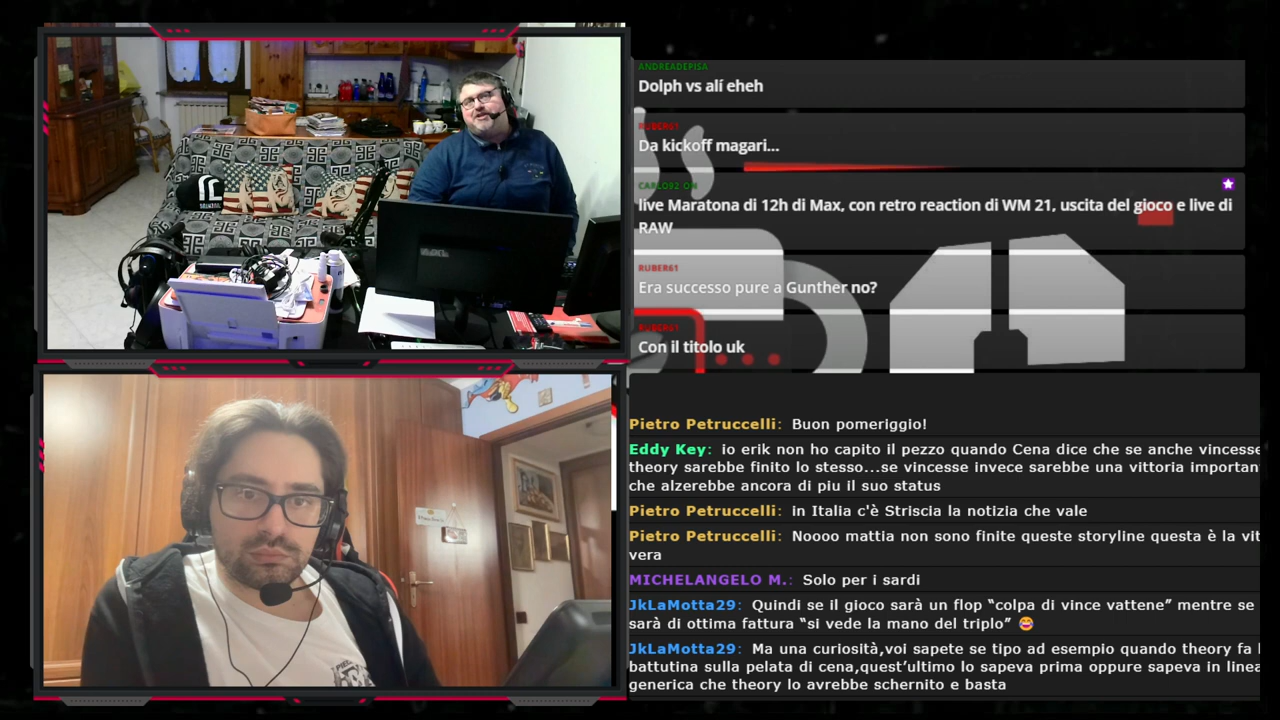 ANDREADEPISA
Dolph vs alí eheh
RUBER61
Da kickoff magari...
CARLO92 ON
live Maratona di 12h di Max, con retro reaction di WM 21, uscita del gioco e live di
RAW
RUBER61
Era successo pure a Gunther no?
RUBER61
Con il titolo uk
Pietro Petruccelli: Buon pomeriggio!
Eddy Key: io erik non ho capito il pezzo quando Cena dice che se anche vincesse
theory sarebbe finito lo stesso...se vincesse invece sarebbe una vittoria importan
che alzerebbe ancora di piu il suo status
Pietro Petruccelli: in Italia c'è Striscia la notizia che vale
Pietro Petruccelli: Noooo mattia non sono finite queste storyline questa è la vit
vera
MICHELANGELO M.: Solo per i sardi
JkLaMotta29: Quindi se il gioco sarà un flop “colpa di vince vattene” mentre se
sarà di ottima fattura “si vede la mano del triplo” 😂
JkLaMotta29: Ma una curiosità,voi sapete se tipo ad esempio quando theory fa l
battutina sulla pelata di cena,quest’ultimo lo sapeva prima oppure sapeva in linea
generica che theory lo avrebbe schernito e basta